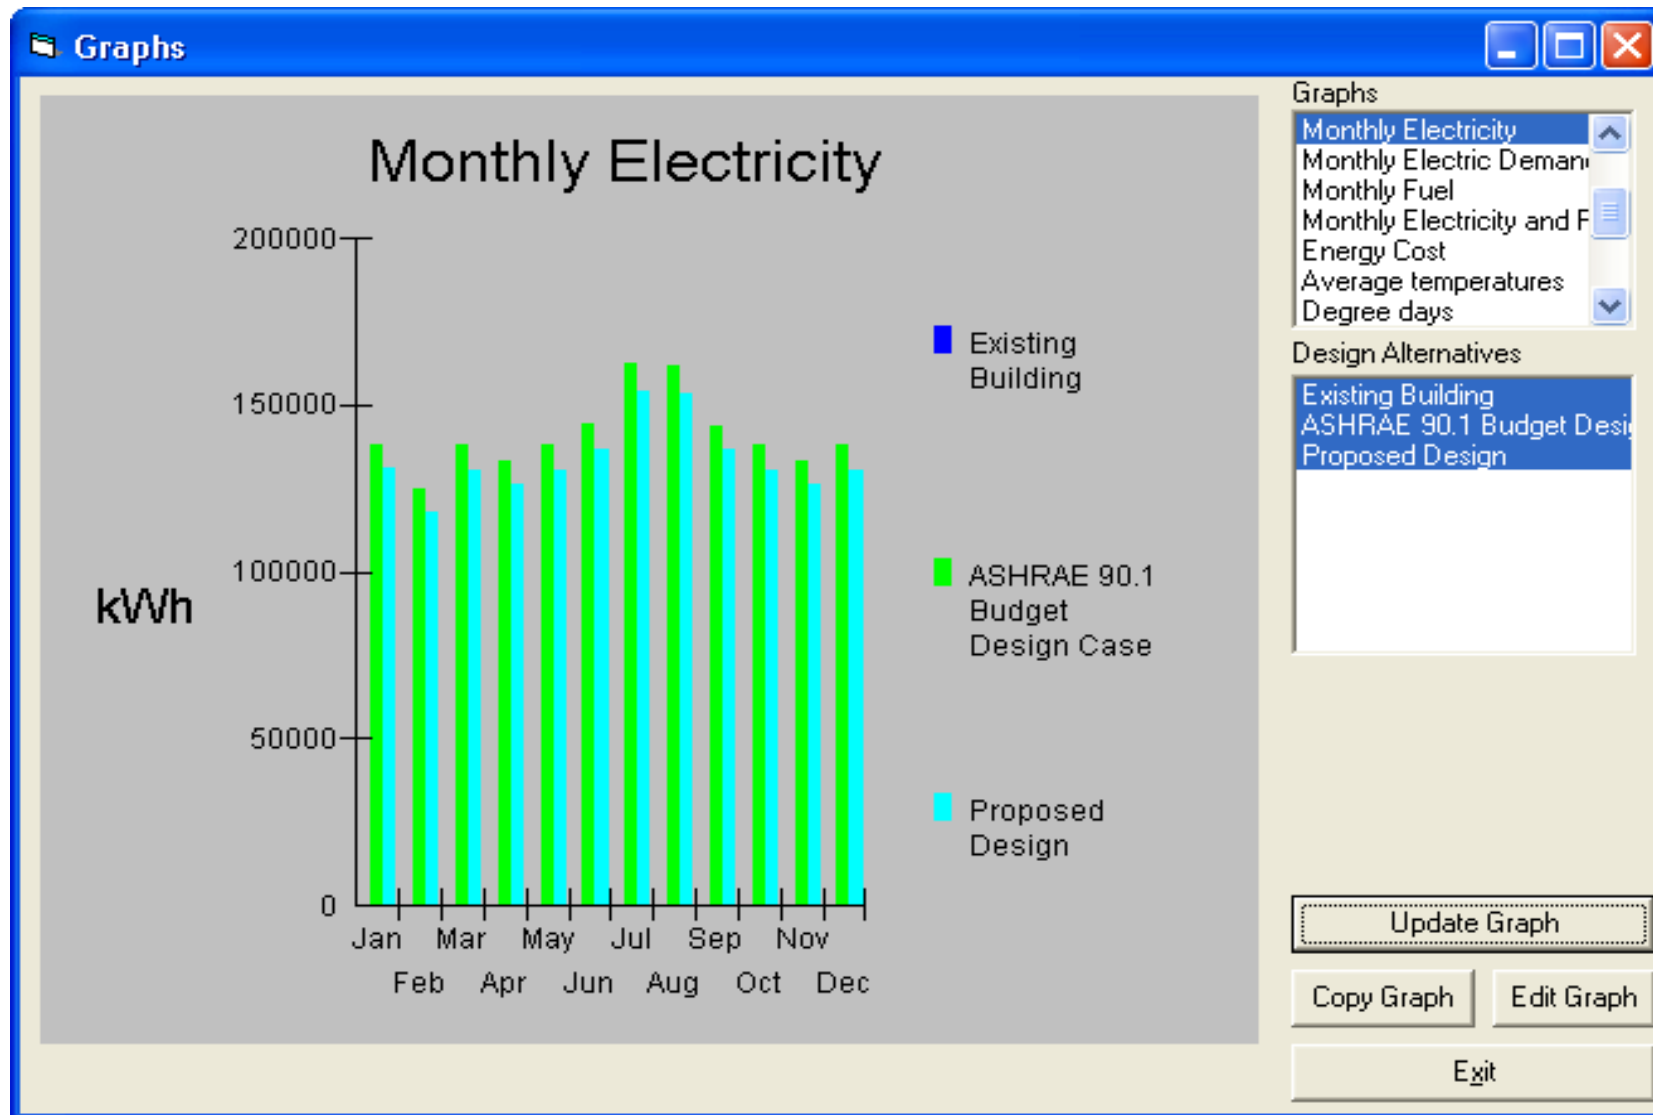 Graphs
Monthly Electricity
200000
150000
100000
50000
0
kWh
Jan Mar May Jul Sep Nov
Feb Apr Jun Aug Oct Dec
Existing
Building
ASHRAE 90.1
Budget
Design Case
Proposed
Design
Graphs
Monthly Electricity
Monthly Electric Deman
Monthly Fuel
Monthly Electricity and F
Energy Cost
Average temperatures
Degree days
Design Alternatives
Existing Building
ASHRAE 90.1 Budget Desi
Proposed Design
Update Graph
Copy Graph Edit Graph
Exit